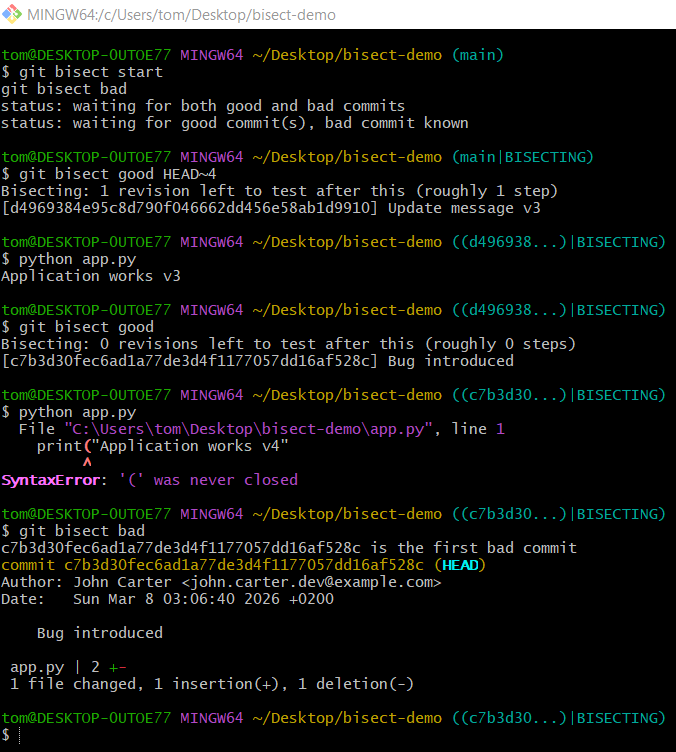 MINGW64:/c/Users/tom/Desktop/bisect-demo
tom@DESKTOP-OUTOE77 MINGW64 ~/Desktop/bisect-demo (main)
$ git bisect start
git bisect bad
status: waiting for both good and bad commits
status: waiting for good commit(s), bad commit known
tom@DESKTOP-OUTOE77 MINGW64 ~/Desktop/bisect-demo (main|BISECTING)
$ git bisect good HEAD~4
Bisecting: 1 revision left to test after this (roughly 1 step)
[d4969384e95c8d790f046662dd456e58ab1d9910] Update message v3
tom@DESKTOP-OUTOE77 MINGW64 ~/Desktop/bisect-demo ((d496938...)|BISECTING)
$ python app.py
Application works v3
tom@DESKTOP-OUTOE77 MINGW64 ~/Desktop/bisect-demo ((d496938...)|BISECTING)
$ git bisect good
Bisecting: 0 revisions left to test after this (roughly 0 steps)
[c7b3d30fec6ad1a77de3d4f1177057dd16af528c] Bug introduced
tom@DESKTOP-OUTOE77 MINGW64 ~/Desktop/bisect-demo ((c7b3d30...)|BISECTING)
$ python app.py
  File "C:\Users\tom\Desktop\bisect-demo\app.py", line 1
    print("Application works v4"
         ^
SyntaxError: '(' was never closed
tom@DESKTOP-OUTOE77 MINGW64 ~/Desktop/bisect-demo ((c7b3d30...)|BISECTING)
$ git bisect bad
c7b3d30fec6ad1a77de3d4f1177057dd16af528c is the first bad commit
commit c7b3d30fec6ad1a77de3d4f1177057dd16af528c (HEAD)
Author: John Carter <john.carter.dev@example.com>
Date:   Sun Mar 8 03:06:40 2026 +0200
    Bug introduced
 app.py | 2 +-
 1 file changed, 1 insertion(+), 1 deletion(-)
tom@DESKTOP-OUTOE77 MINGW64 ~/Desktop/bisect-demo ((c7b3d30...)|BISECTING)
$